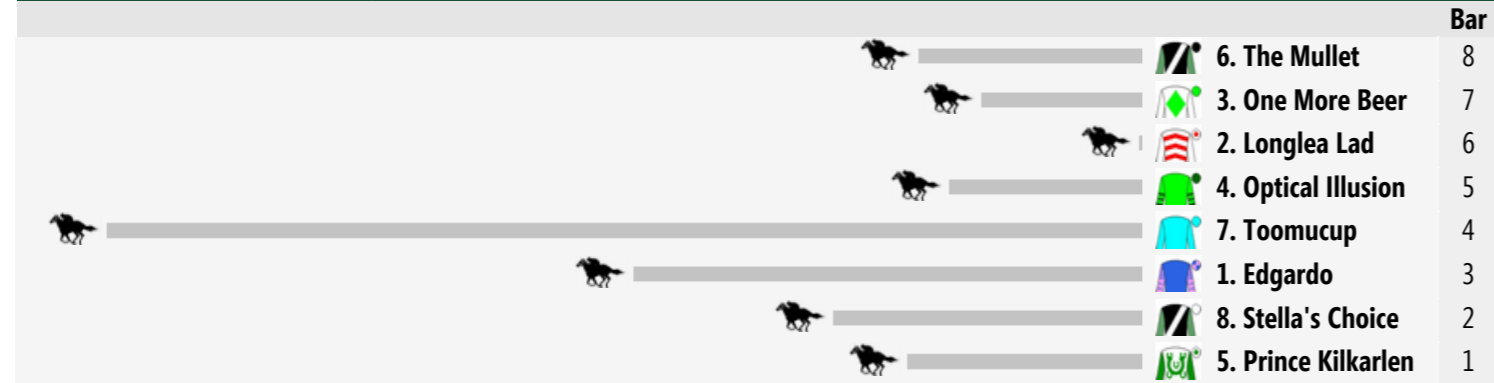 Bar
6. The Mullet 8
3. One More Beer 7
2. Longlea Lad 6
4. Optical Illusion 5
7. Toomucup 4
1. Edgardo 3
8. Stella's Choice 2
5. Prince Kilkarlen 1